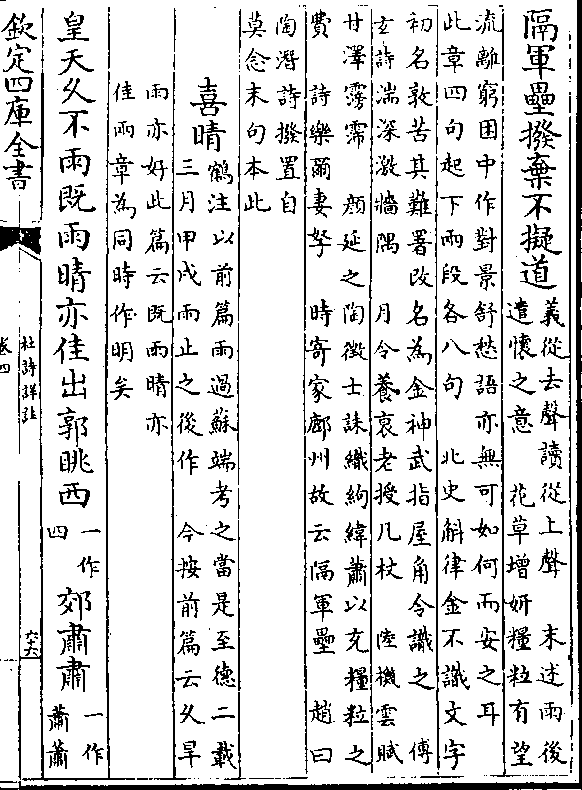 隔軍壘撥棄不擬道
義從去聲讀從上聲　末述雨後
遣懷之意　花草增妍糧粒有望
流離窮困中作對景舒愁語亦無可如何而安之耳
此章四句起下兩段各八句　北史斛律金不識文字
初名敦苦其難署改名為金神武指屋角令識之　傅
玄詩湍深激牆隅　月令養衰老授几杖　陸機雲賦
甘澤霶霈　顔延之陶徵士誄織絇緯蕭以充糧粒之
費　詩樂爾妻孥　時寄家鄜州故云隔軍壘　趙曰
陶潛詩撥置自
莫念末句本此
喜晴
鶴注以前篇雨過蘇端考之當是至德二載
三月甲戌雨止之後作　今按前篇云久旱
雨亦好此篇云既雨晴亦
佳兩章為同時作明矣
皇天久不雨既雨晴亦佳出郭眺西
一作
四
郊肅肅
一作
蕭蕭
欽定四庫全書
杜詩詳註
卷四